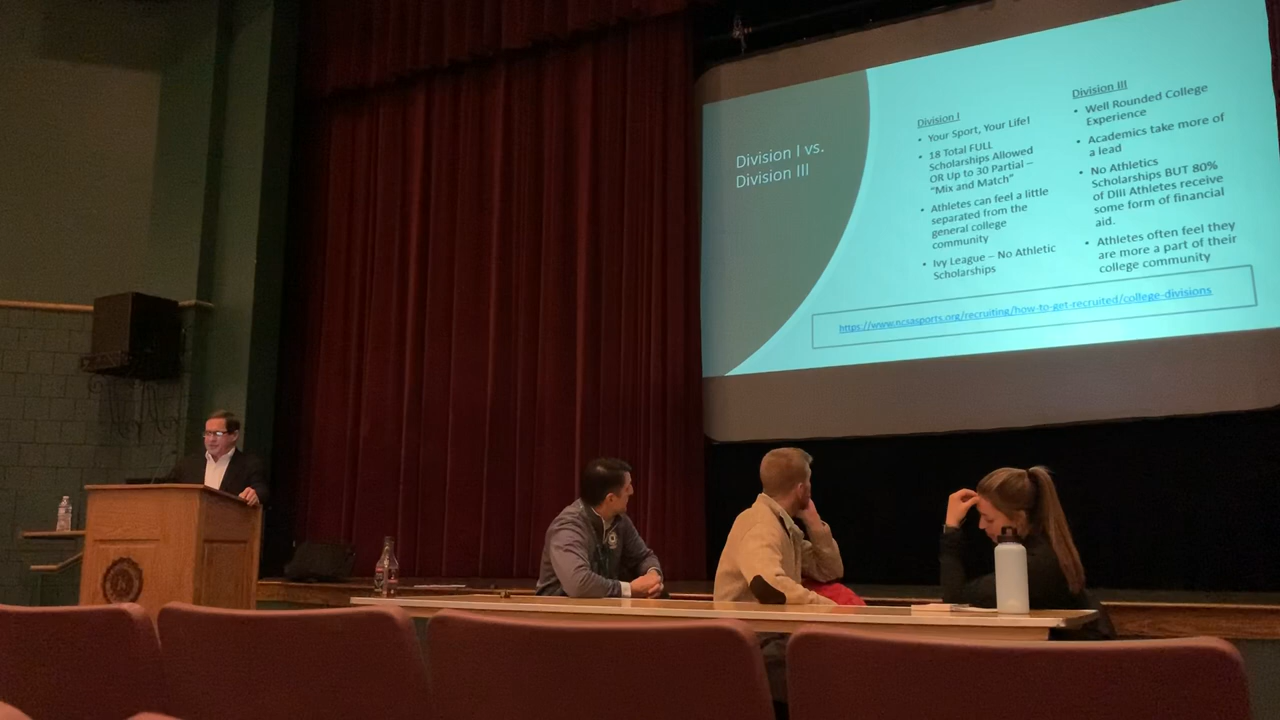 Division I vs.
Division III
Division I
• Your Sport, Your Life!
• 18 Total FULL
Scholarships Allowed
OR Up to 30 Partial –
"Mix and Match"
• Athletes can feel a little
separated from the
general college
community
• Ivy League – No Athletic
Scholarships
Division III
• Well Rounded College
Experience
• Academics take more of
a lead
• No Athletics
Scholarships BUT 80%
of DIII Athletes receive
some form of financial
aid.
• Athletes often feel they
are more a part of their
college community
https://www.ncsasports.org/recruiting/how-to-get-recruited/college-divisions